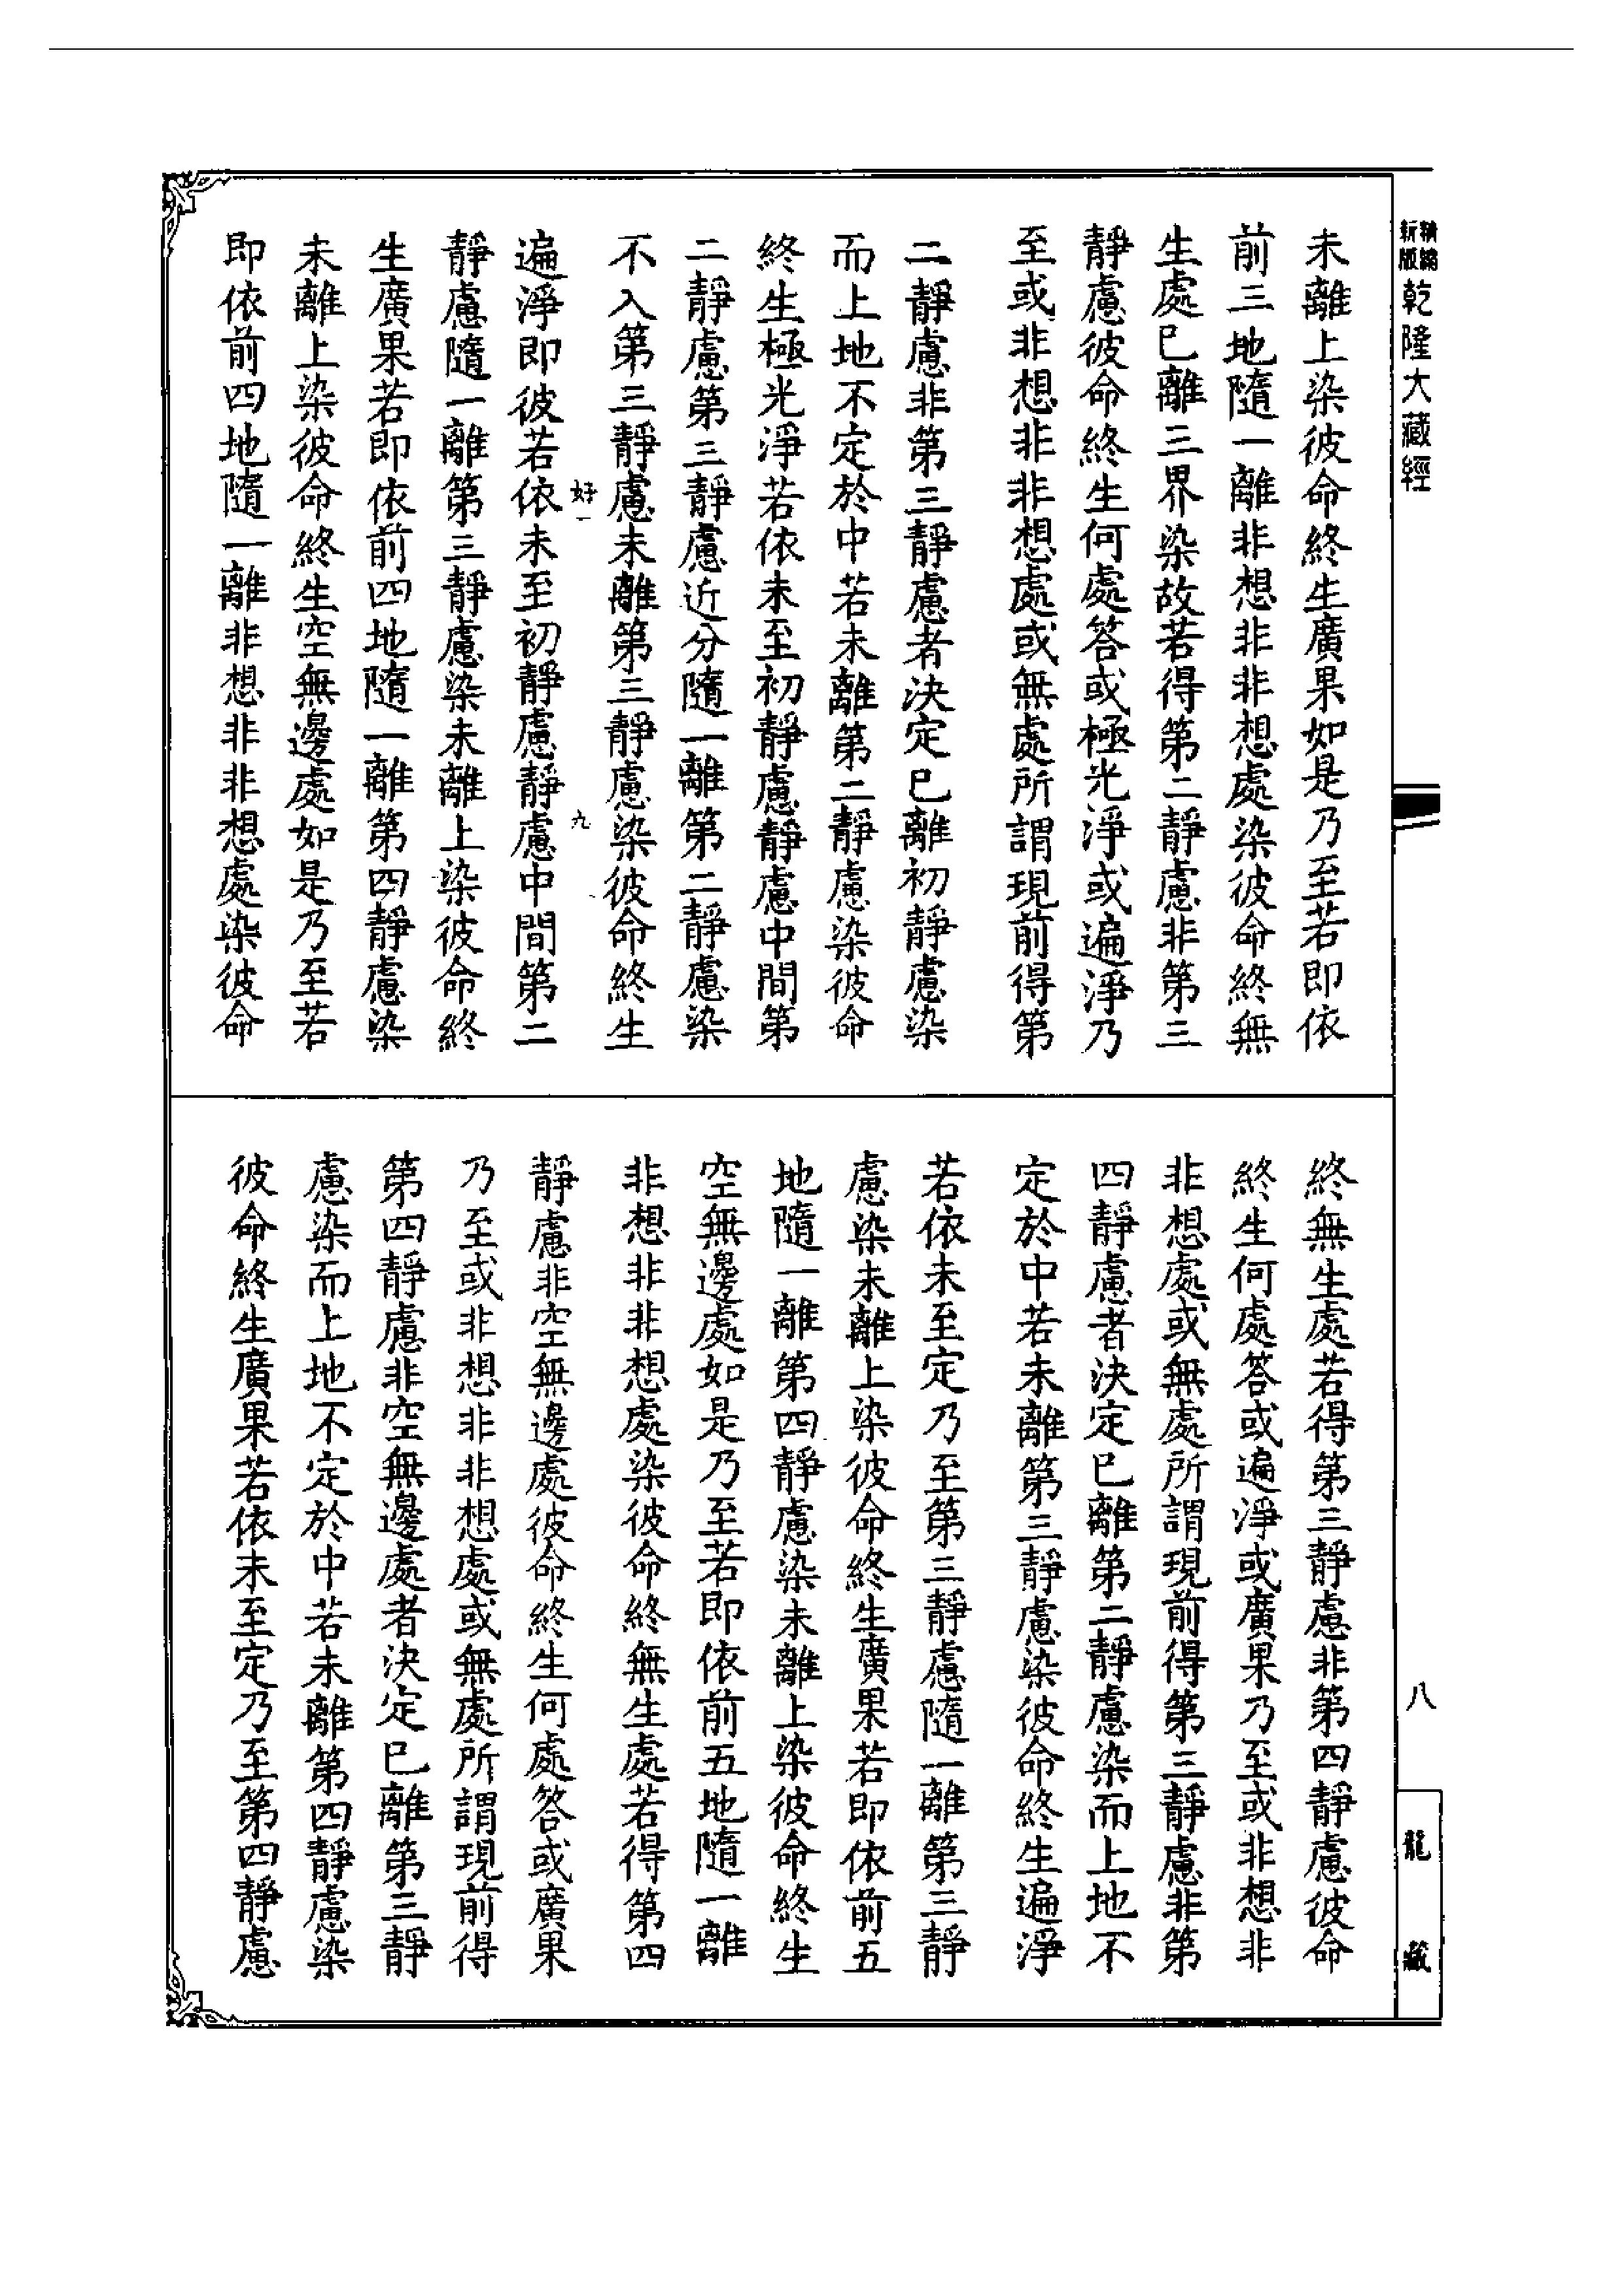 精編新版乾隆大藏經
未離上染彼命終生廣果如是乃至若即依
前三地隨一離非想非非想處染彼命終無
生處已離三界染故若得第二靜慮非第三
靜慮彼命終生何處答或極光淨或遍淨乃
至或非想非非想處或無處所謂現前得第
二靜慮非第三靜慮者決定已離初靜慮染
而上地不定於中若未離第二靜慮染彼命
終生極光淨若依未至初靜慮靜慮中間第
二靜慮第三靜慮近分隨一離第二靜慮染
不入第三靜慮未離第三靜慮染彼命終生
好一
九
遍淨即彼若依未至初靜慮靜慮中間第二
靜慮隨一離第三靜慮染未離上染彼命終
生廣果若即依前四地隨一離第四靜慮染
未離上染彼命終生空無邊處如是乃至若
即依前四地隨一離非想非非想處染彼命
終無生處若得第三靜慮非第四靜慮彼命
終生何處答或遍淨或廣果乃至或非想非
非想處或無處所謂現前得第三靜慮非第
四靜慮者決定已離第二靜慮染而上地不
定於中若未離第三靜慮染彼命終生遍淨
若依未至定乃至第三靜慮隨一離第三靜
慮染未離上染彼命終生廣果若即依前五
地隨一離第四靜慮染未離上染彼命終生
空無邊處如是乃至若即依前五地隨一離
非想非非想處染彼命終無生處若得第四
靜慮非空無邊處彼命終生何處答或廣果
乃至或非想非非想處或無處所謂現前得
第四靜慮非空無邊處者決定已離第三靜
慮染而上地不定於中若未離第四靜慮染
彼命終生廣果若依未至定乃至第四靜慮
八
龍藏